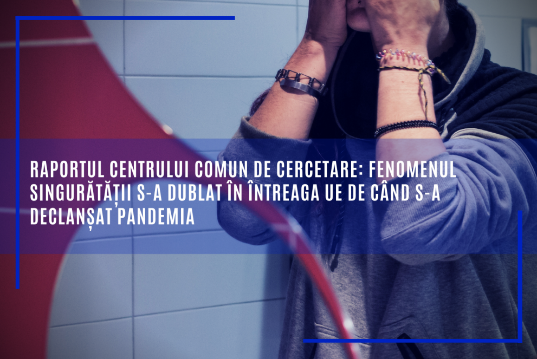 RAPORTUL CENTRULUI COMUN DE CERCETARE: FENOMENUL
SINGURĂTĂȚII S-A DUBLAT ÎN ÎNTREAGA UE DE CÂND S-A
DECLANȘAT PANDEMIA